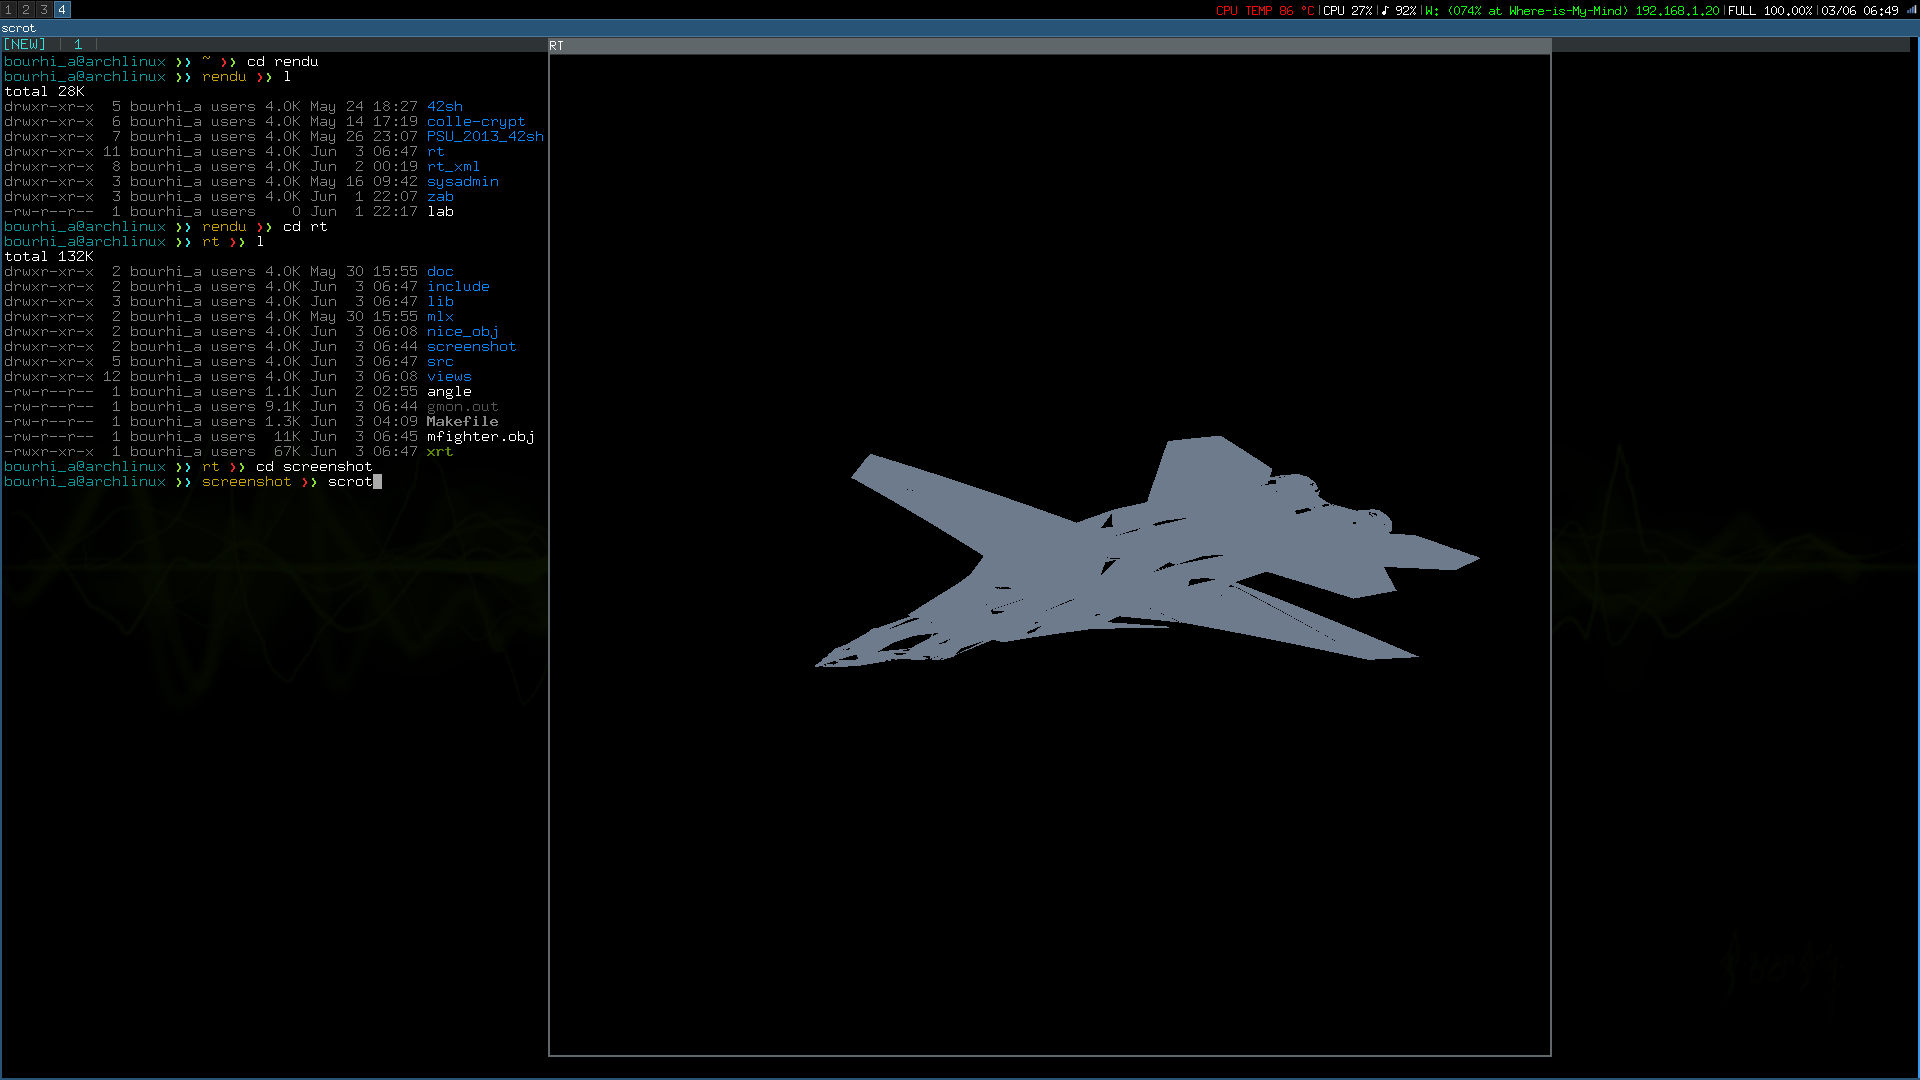 1 2 3 4 CPU TEMP 86 °C|CPU 27%|♪ 92%|W: (074% at Where-is-My-Mind) 192.168.1.20|FULL 100.00%|03/06 06:49
scrot
[NEW] | 1 |
RT
bourhi_a@archlinux ❯❯ ~ ❯❯ cd rendu
bourhi_a@archlinux ❯❯ rendu ❯❯ l
total 28K
drwxr-xr-x  5 bourhi_a users 4.0K May 24 18:27 42sh
drwxr-xr-x  6 bourhi_a users 4.0K May 14 17:19 colle-crypt
drwxr-xr-x  7 bourhi_a users 4.0K May 26 23:07 PSU_2013_42sh
drwxr-xr-x 11 bourhi_a users 4.0K Jun  3 06:47 rt
drwxr-xr-x  8 bourhi_a users 4.0K Jun  2 00:19 rt_xml
drwxr-xr-x  3 bourhi_a users 4.0K May 16 09:42 sysadmin
drwxr-xr-x  3 bourhi_a users 4.0K Jun  1 22:07 zab
-rw-r--r--  1 bourhi_a users    0 Jun  1 22:17 lab
bourhi_a@archlinux ❯❯ rendu ❯❯ cd rt
bourhi_a@archlinux ❯❯ rt ❯❯ l
total 132K
drwxr-xr-x  2 bourhi_a users 4.0K May 30 15:55 doc
drwxr-xr-x  2 bourhi_a users 4.0K Jun  3 06:47 include
drwxr-xr-x  3 bourhi_a users 4.0K Jun  3 06:47 lib
drwxr-xr-x  2 bourhi_a users 4.0K May 30 15:55 mlx
drwxr-xr-x  2 bourhi_a users 4.0K Jun  3 06:08 nice_obj
drwxr-xr-x  2 bourhi_a users 4.0K Jun  3 06:44 screenshot
drwxr-xr-x  5 bourhi_a users 4.0K Jun  3 06:47 src
drwxr-xr-x 12 bourhi_a users 4.0K Jun  3 06:08 views
-rw-r--r--  1 bourhi_a users 1.1K Jun  2 02:55 angle
-rw-r--r--  1 bourhi_a users 9.1K Jun  3 06:44 gmon.out
-rw-r--r--  1 bourhi_a users 1.3K Jun  3 04:09 Makefile
-rw-r--r--  1 bourhi_a users  11K Jun  3 06:45 mfighter.obj
-rwxr-xr-x  1 bourhi_a users  67K Jun  3 06:47 xrt
bourhi_a@archlinux ❯❯ rt ❯❯ cd screenshot
bourhi_a@archlinux ❯❯ screenshot ❯❯ scrot